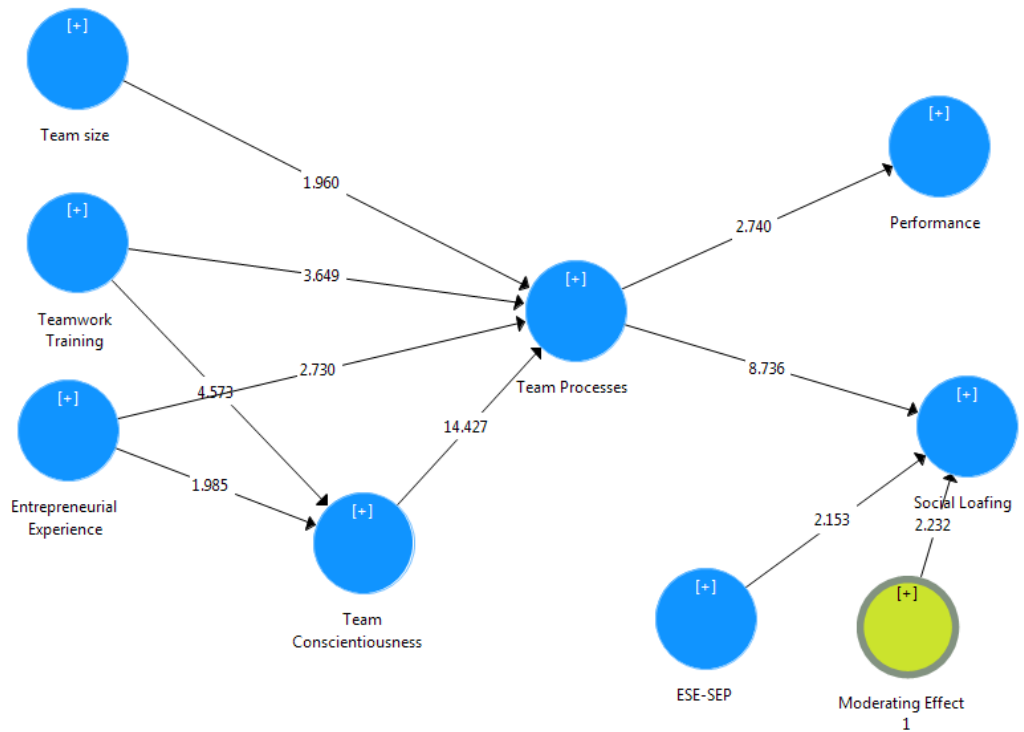 [+]
Team size
1.960
[+]
Performance
[+]
Teamwork
Training
3.649
4.573
2.740
[+]
Team Processes
[+]
Entrepreneurial
Experience
2.730
1.985
14.427
8.736
[+]
Social Loafing
[+]
Team
Conscientiousness
2.153
2.232
[+]
ESE-SEP
[+]
Moderating Effect
1